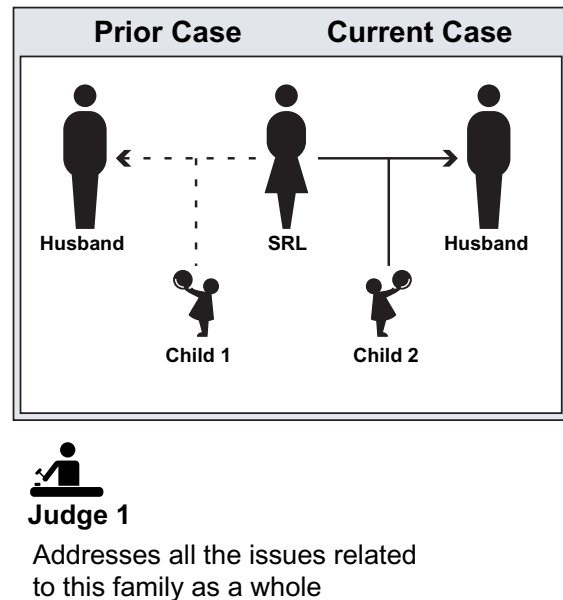 Prior Case Current Case
Husband SRL Husband
Child 1 Child 2
Judge 1
Addresses all the issues related
to this family as a whole